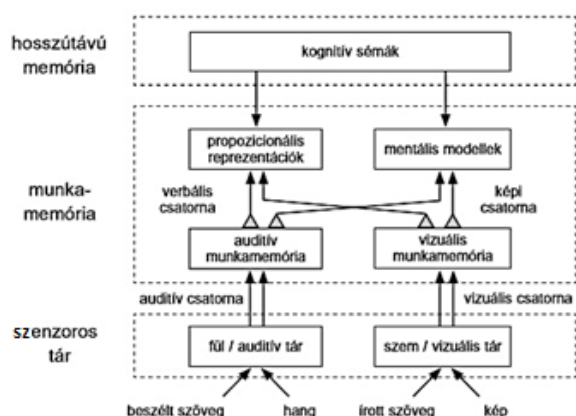 hosszútávú
memória
kognitív sémák
munka-
memória
propozicionális
reprezentációk
mentális modellek
verbális
csatorna
képi
csatorna
auditív
munkamemória
vizuális
munkamemória
auditív csatorna
vizuális csatorna
szenzoros
tár
fül / auditív tár
szem / vizuális tár
beszélt szöveg
hang
írott szöveg
kép